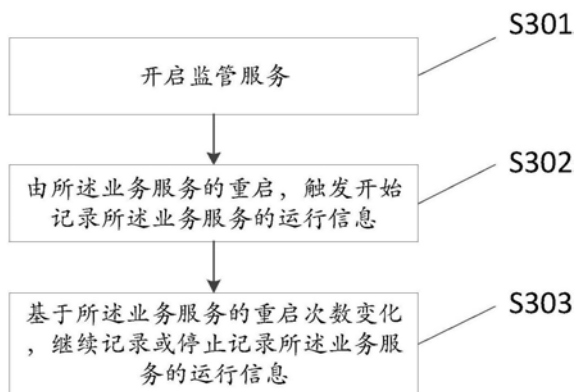 S301
开启监管服务
S302
由所述业务服务的重启，触发开始
记录所述业务服务的运行信息
S303
基于所述业务服务的重启次数变化
，继续记录或停止记录所述业务服
务的运行信息